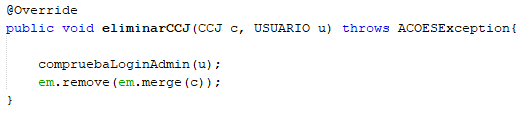 @Override
public void eliminarCCJ(CCJ c, USUARIO u) throws ACOESException{
compruebaLoginAdmin(u);
em.remove(em.merge(c));
}